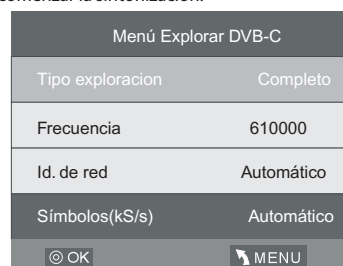 comenzar la sintonización.
Menú Explorar DVB-C
Tipo exploracion Completo
Frecuencia 610000
Id. de red Automático
Símbolos(kS/s) Automático
OK MENU